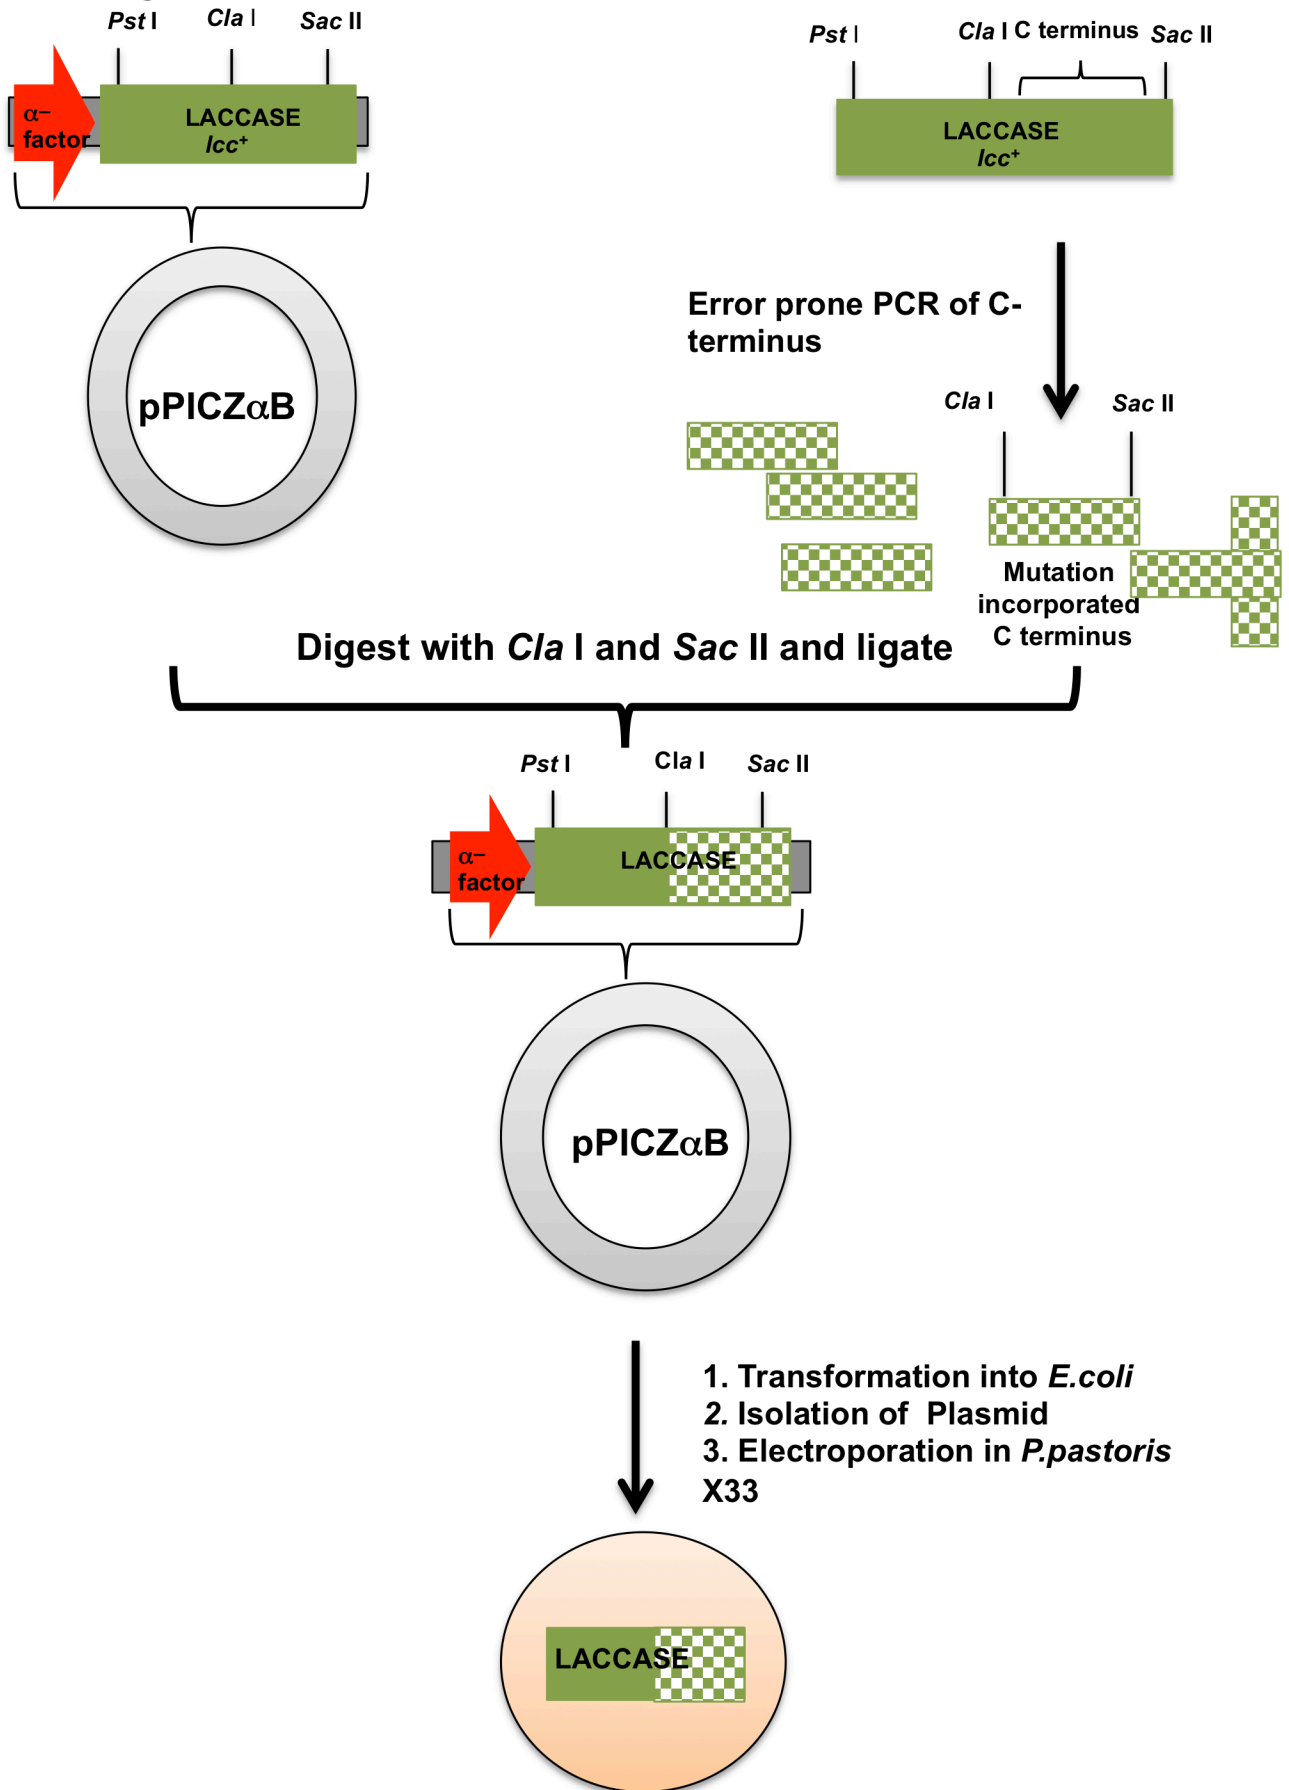 Pst I
Cla I
Sac II
α–
factor
LACCASE
lcc+
pPICZαB
Pst I
Cla I C terminus
Sac II
LACCASE
lcc+
Error prone PCR of C-
terminus
Cla I
Sac II
Mutation
incorporated
C terminus
Digest with Cla I and Sac II and ligate
Pst I
Cla I
Sac II
α–
factor
LACCASE
pPICZαB
1. Transformation into E.coli
2. Isolation of Plasmid
3. Electroporation in P.pastoris
X33
LACCASE